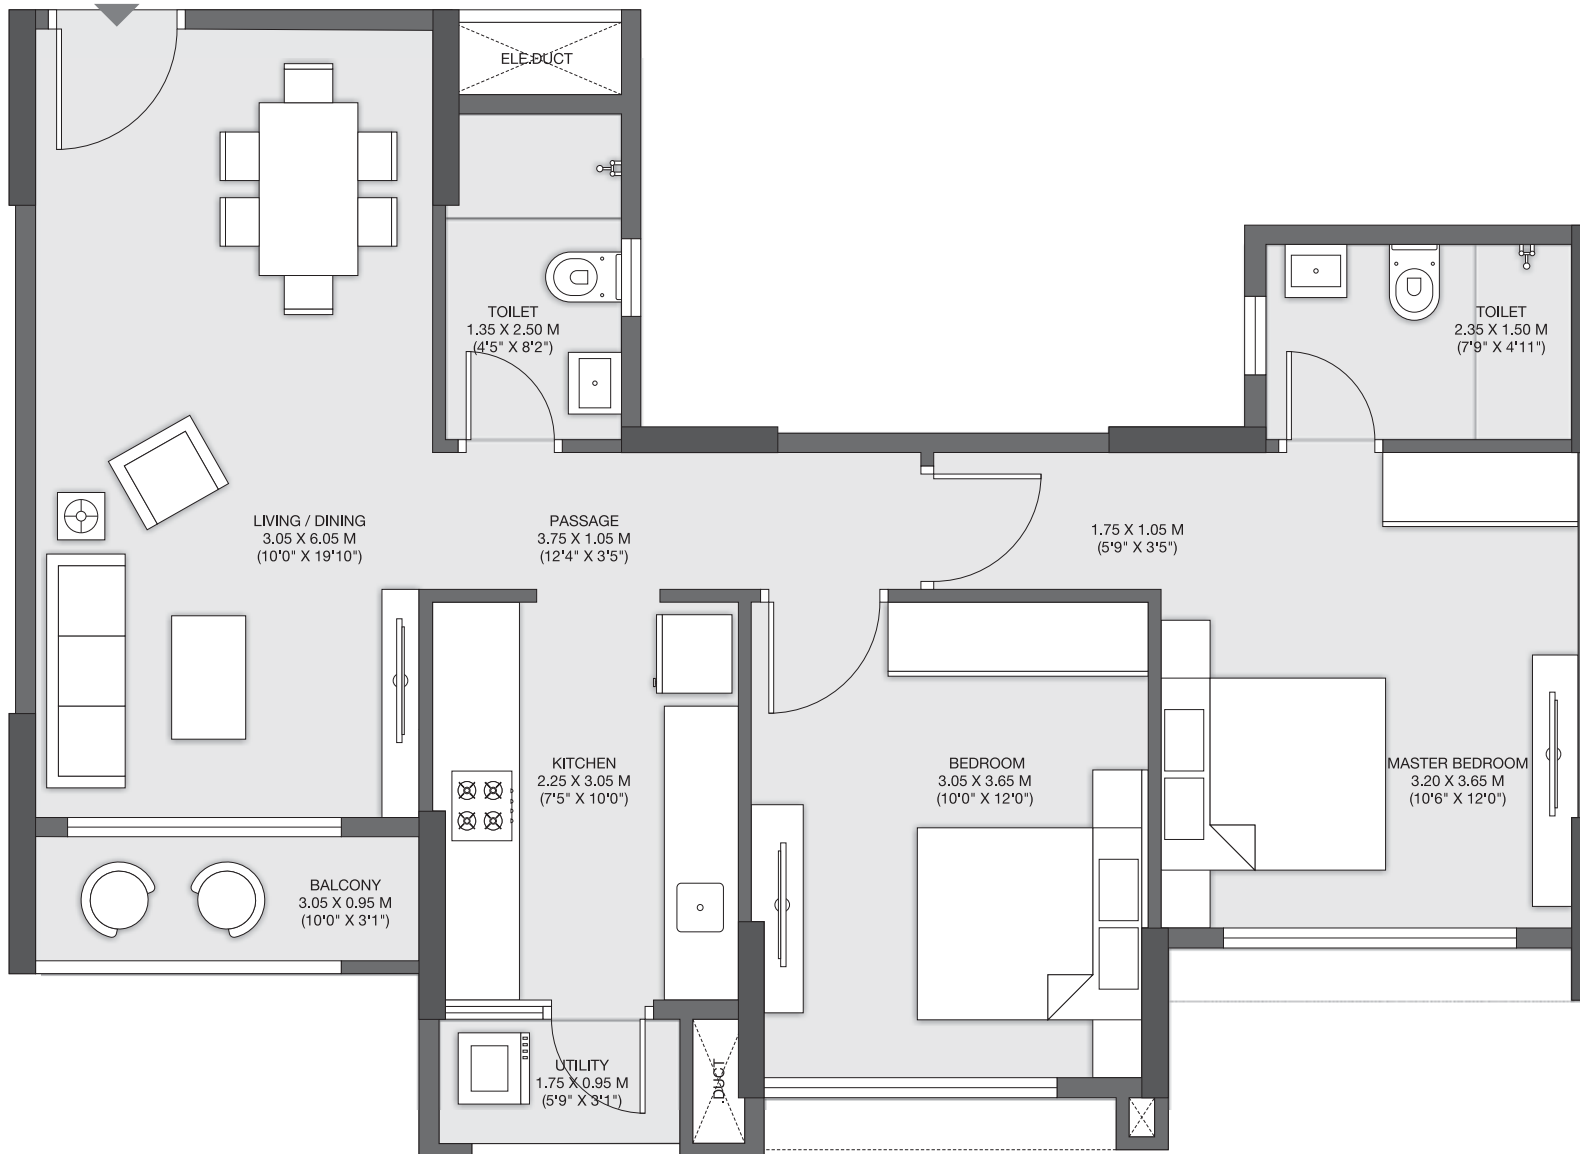 ELE.DUCT
TOILET
1.35 X 2.50 M
(4'5" X 8'2")
TOILET
2.35 X 1.50 M
(7'9" X 4'11")
LIVING / DINING
3.05 X 6.05 M
(10'0" X 19'10")
PASSAGE
3.75 X 1.05 M
(12'4" X 3'5")
1.75 X 1.05 M
(5'9" X 3'5")
KITCHEN
2.25 X 3.05 M
(7'5" X 10'0")
BEDROOM
3.05 X 3.65 M
(10'0" X 12'0")
MASTER BEDROOM
3.20 X 3.65 M
(10'6" X 12'0")
BALCONY
3.05 X 0.95 M
(10'0" X 3'1")
UTILITY
1.75 X 0.95 M
(5'9" X 3'1")
DUCT